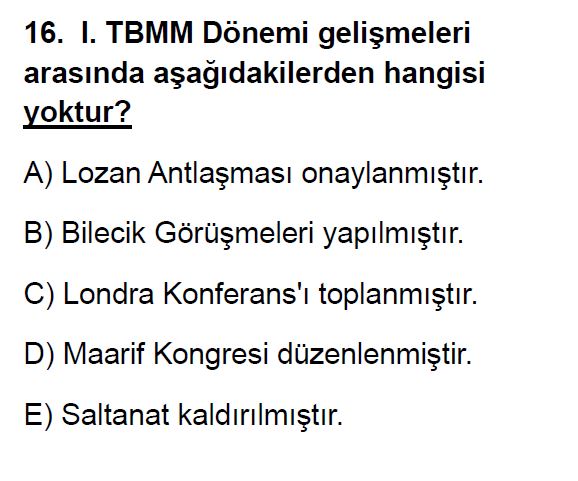 16. I. TBMM Dönemi gelişmeleri
arasında aşağıdakilerden hangisi
yoktur?
A) Lozan Antlaşması onaylanmıştır.
B) Bilecik Görüşmeleri yapılmıştır.
C) Londra Konferans'ı toplanmıştır.
D) Maarif Kongresi düzenlenmiştir.
E) Saltanat kaldırılmıştır.